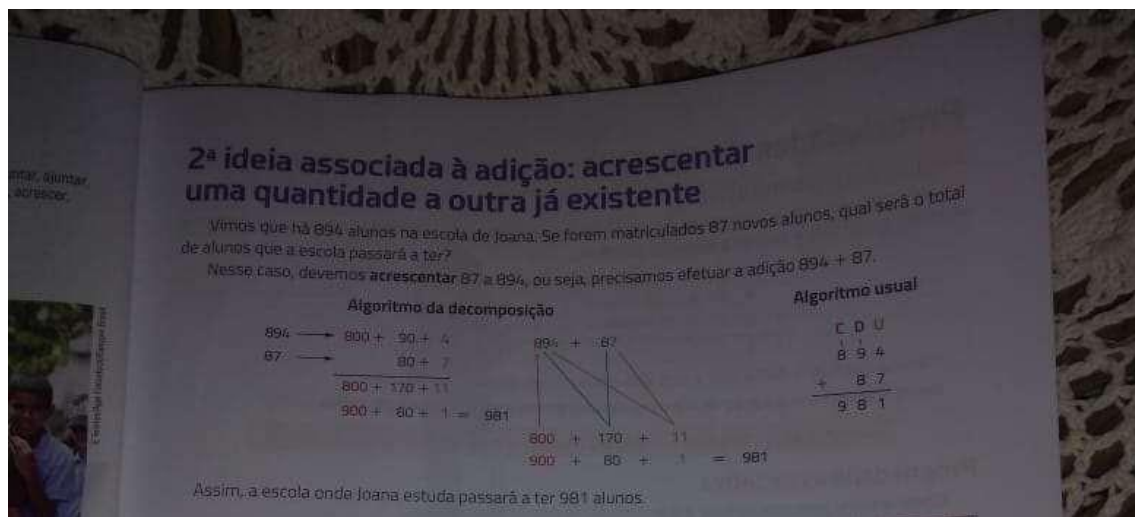 ajuntar,
acrescer.
2ª ideia associada à adição: acrescentar
uma quantidade a outra já existente
Vimos que há 894 alunos na escola de Joana. Se forem matriculados 87 novos alunos, qual será o total
de alunos que a escola passará a ter?
Nesse caso, devemos acrescentar 87 a 894, ou seja, precisamos efetuar a adição 894 + 87.
Algoritmo da decomposição
894 → 800 + 90 + 4
87 → 80 + 7
800 + 170 + 11
900 + 80 + 1 = 981
894 + 87
800 + 170 + 11
900 + 80 + 1 = 981
Algoritmo usual
C D U
1 1
8 9 4
+ 8 7
9 8 1
Assim, a escola onde Joana estuda passará a ter 981 alunos.